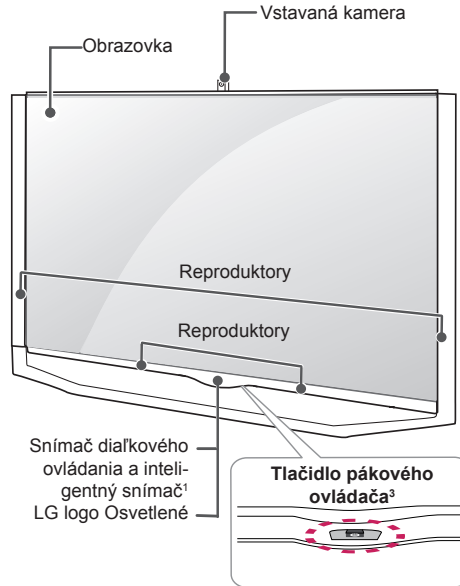 Vstavaná kamera
Obrazovka
Reproduktory
Reproduktory
Snímač diaľkového
ovládania a inteli-
gentný snímač¹
LG logo Osvetlené
Tlačidlo pákového
ovládača³